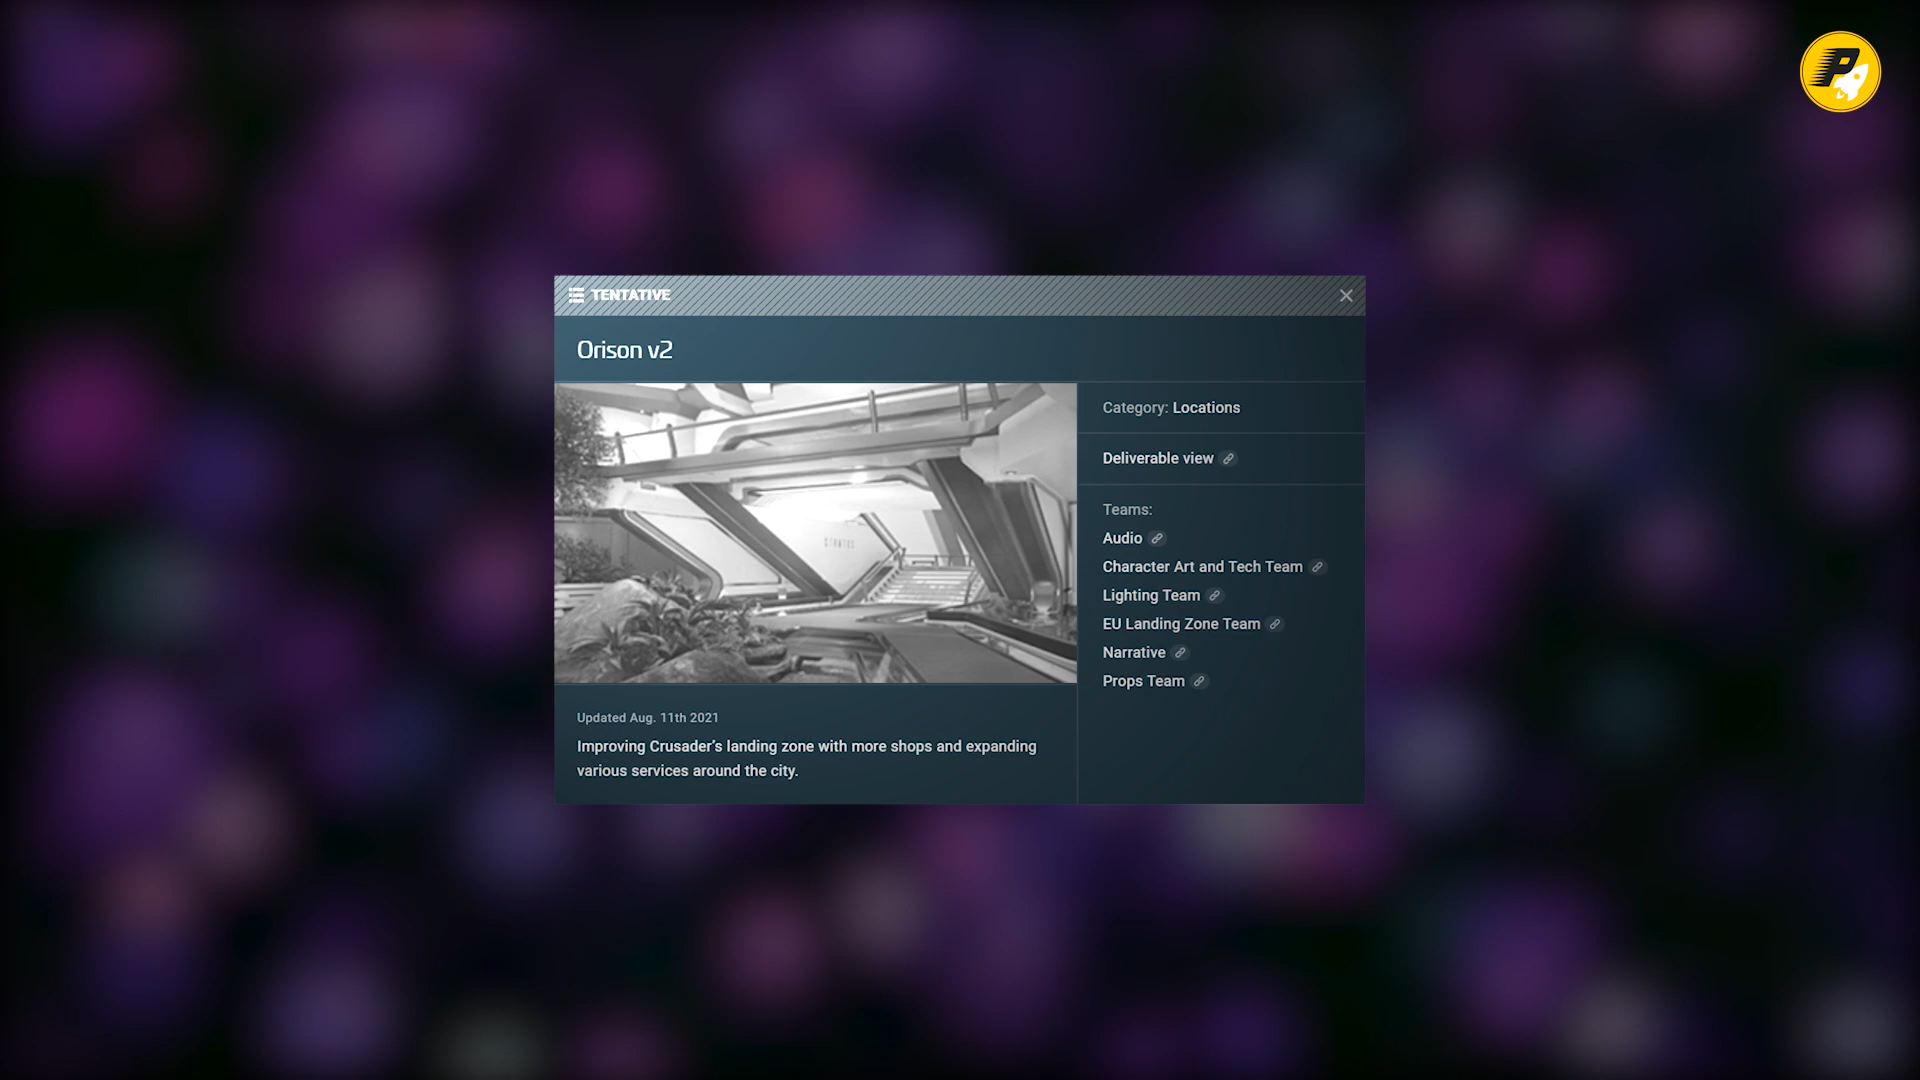 TENTATIVE
Orison v2
STRATUS
Category: Locations
Deliverable view
Teams:
Audio
Character Art and Tech Team
Lighting Team
EU Landing Zone Team
Narrative
Props Team
Updated Aug. 11th 2021
Improving Crusader's landing zone with more shops and expanding
various services around the city.
P